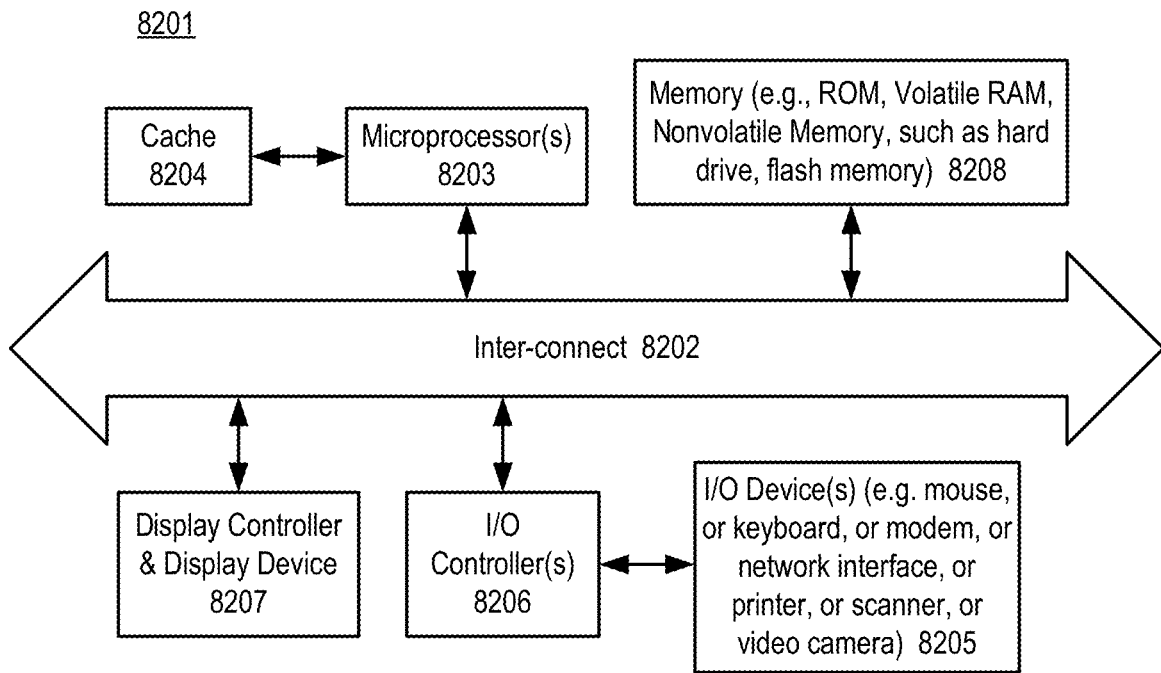 8201
Cache
8204
Microprocessor(s)
8203
Memory (e.g., ROM, Volatile RAM,
Nonvolatile Memory, such as hard
drive, flash memory) 8208
Inter-connect 8202
Display Controller
& Display Device
8207
I/O
Controller(s)
8206
I/O Device(s) (e.g. mouse,
or keyboard, or modem, or
network interface, or
printer, or scanner, or
video camera) 8205